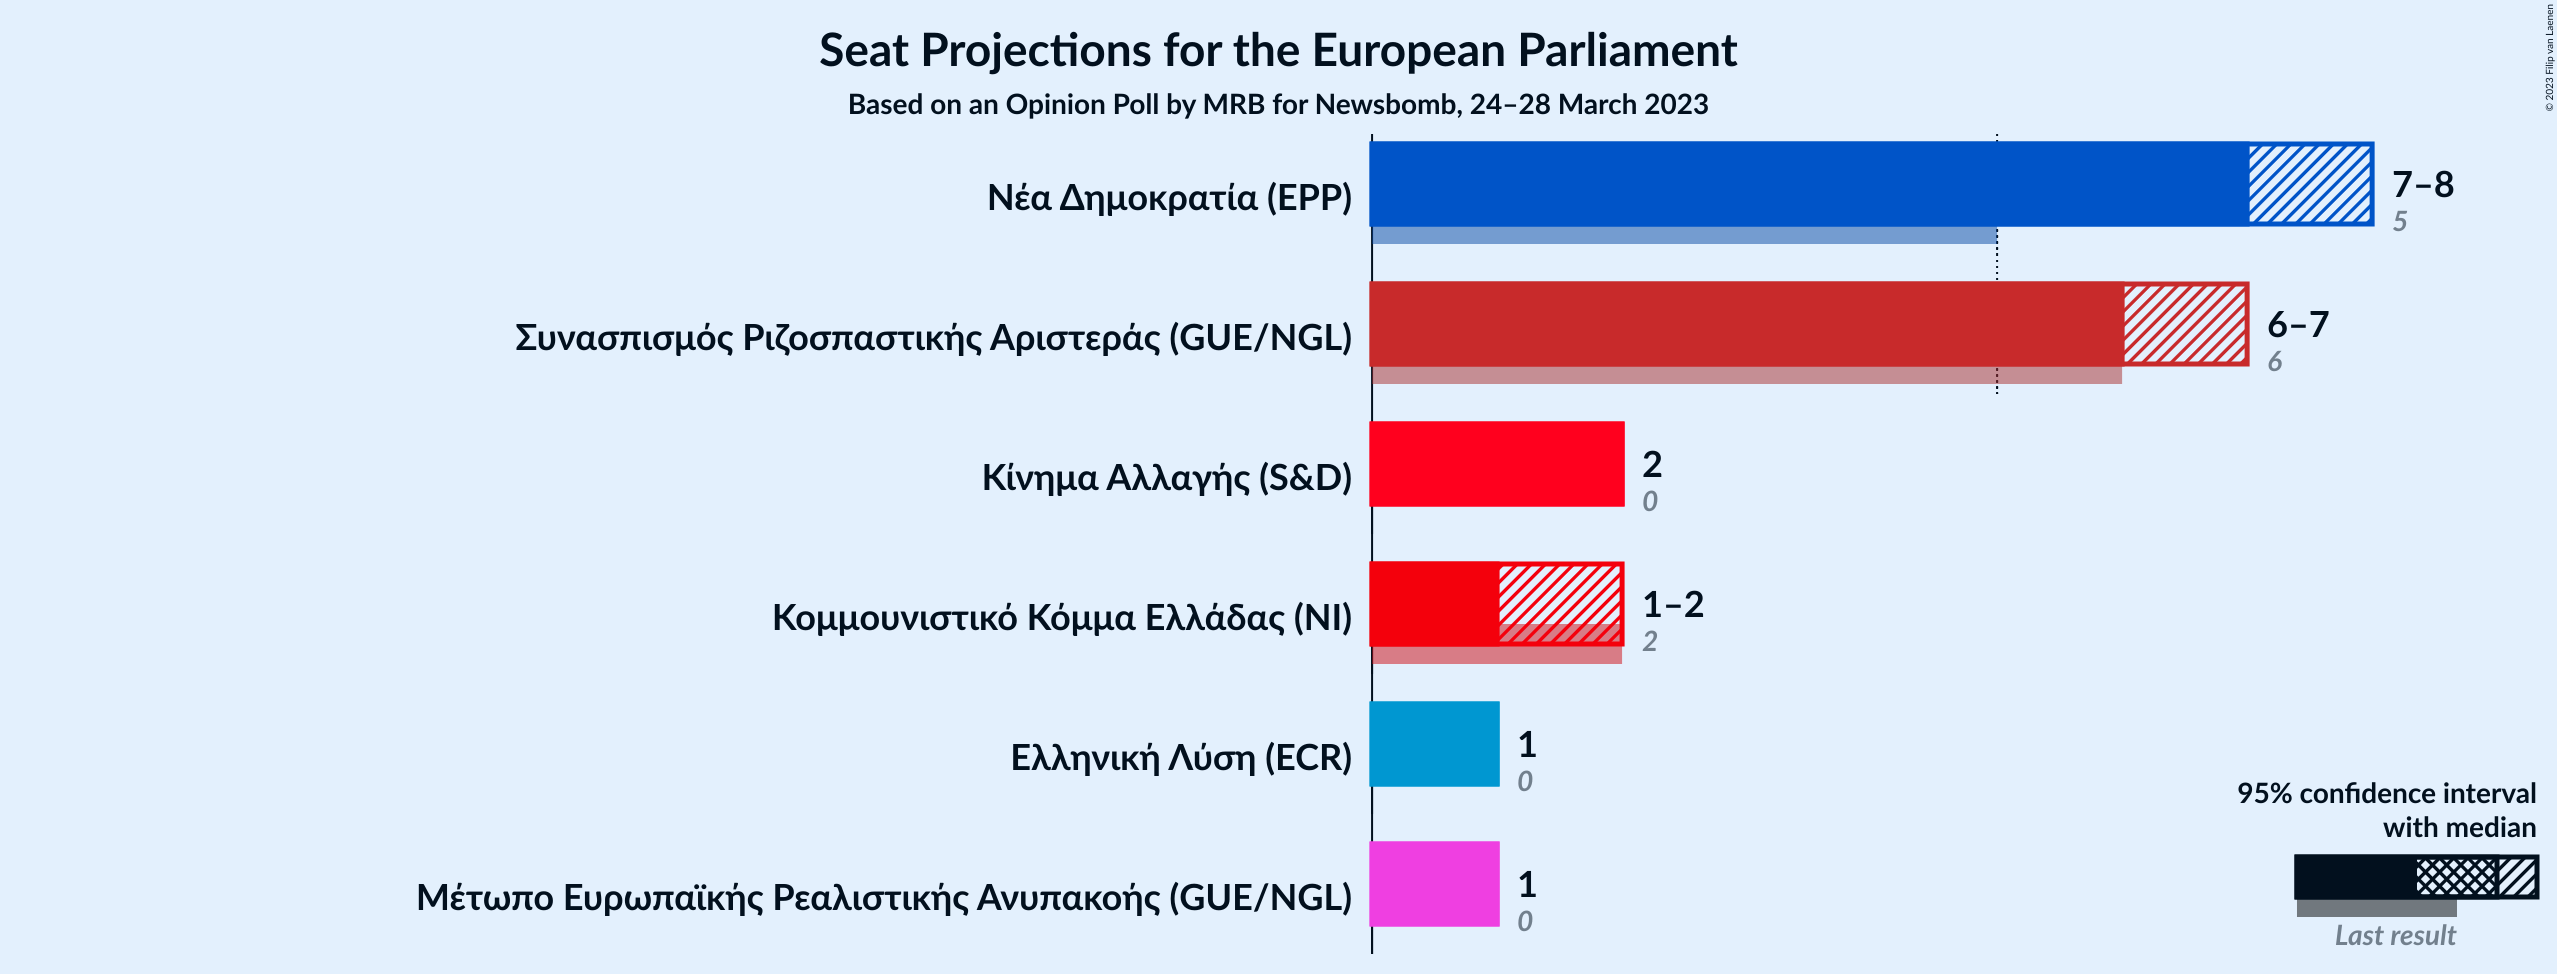 Seat Projections for the European Parliament
Based on an Opinion Poll by MRB for Newsbomb, 24–28 March 2023
© 2023 Filip van Laenen
Νέα Δημοκρατία (EPP)
7–8
5
Συνασπισμός Ριζοσπαστικής Αριστεράς (GUE/NGL)
6–7
6
Κίνημα Αλλαγής (S&D)
2
0
Κομμουνιστικό Κόμμα Ελλάδας (NI)
1–2
2
Ελληνική Λύση (ECR)
1
0
Μέτωπο Ευρωπαϊκής Ρεαλιστικής Ανυπακοής (GUE/NGL)
1
0
95% confidence interval
with median
Last result